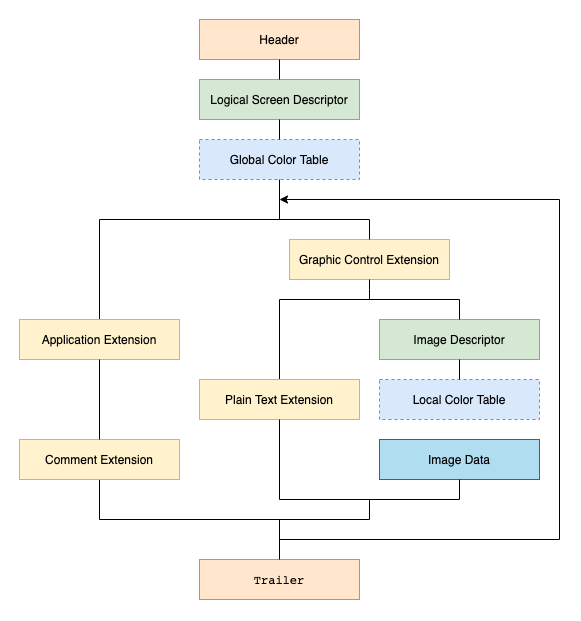 Header
Logical Screen Descriptor
Global Color Table
Graphic Control Extension
Application Extension
Image Descriptor
Plain Text Extension
Local Color Table
Comment Extension
Image Data
Trailer